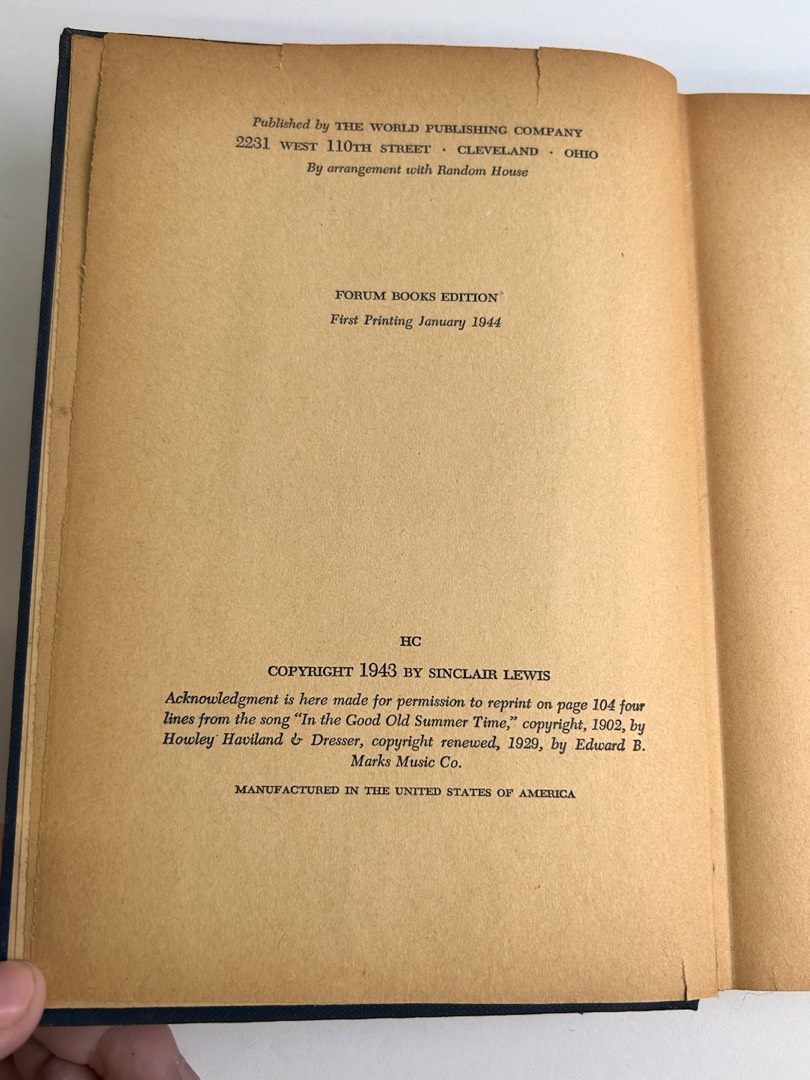 Published by THE WORLD PUBLISHING COMPANY
2231 WEST 110TH STREET · CLEVELAND · OHIO
By arrangement with Random House
FORUM BOOKS EDITION
First Printing January 1944
HC
COPYRIGHT 1943 BY SINCLAIR LEWIS
Acknowledgment is here made for permission to reprint on page 104 four
lines from the song “In the Good Old Summer Time,” copyright, 1902, by
Howley Haviland & Dresser, copyright renewed, 1929, by Edward B.
Marks Music Co.
MANUFACTURED IN THE UNITED STATES OF AMERICA